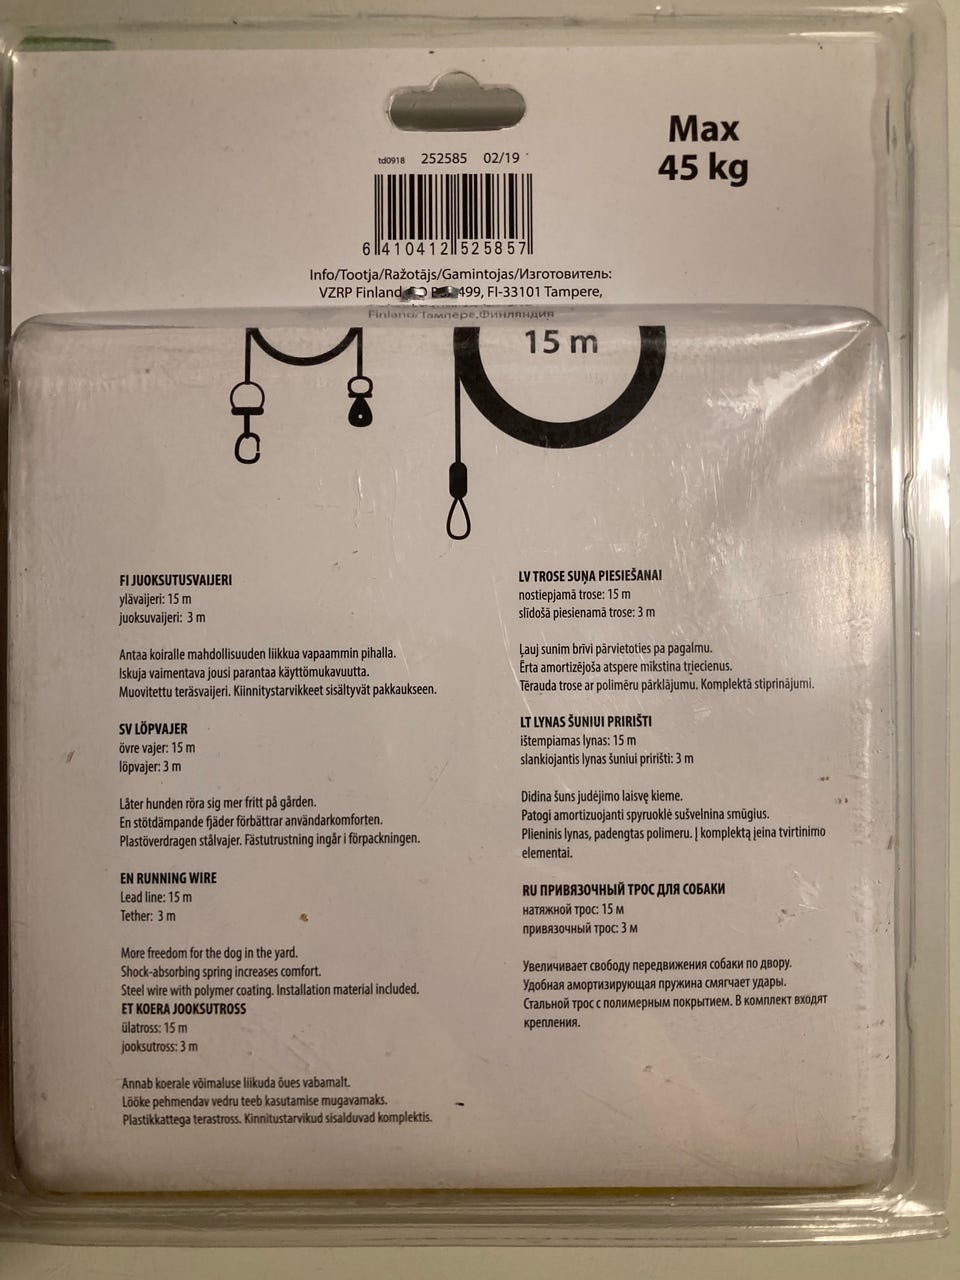 Max
45 kg
td0918 252585 02/19
6 410412 525857
Info/Tootja/Ražotājs/Gamintojas/Изготовитель:
VZRP Finland, 499, FI-33101 Tampere,
Finland/Тампере,Финляндия
15 m
FI JUOKSUTUSVAIJERI
ylävaijeri: 15 m
juoksuvaijeri: 3 m
Antaa koiralle mahdollisuuden liikkua vapaammin pihalla.
Iskuja vaimentava jousi parantaa käyttömukavuutta.
Muovitettu teräsvaijeri. Kiinnitystarvikkeet sisältyvät pakkaukseen.
SV LÖPVAJER
övre vajer: 15 m
löpvajer: 3 m
Låter hunden röra sig mer fritt på gården.
En stötdämpande fjäder förbättrar användarkomforten.
Plastöverdragen stålvajer. Fästutrustning ingår i förpackningen.
EN RUNNING WIRE
Lead line: 15 m
Tether: 3 m
More freedom for the dog in the yard.
Shock-absorbing spring increases comfort.
Steel wire with polymer coating. Installation material included.
ET KOERA JOOKSUTROSS
ülatross: 15 m
jooksutross: 3 m
Annab koerale võimaluse liikuda õues vabamalt.
Lööke pehmendav vedru teeb kasutamise mugavamaks.
Plastikkattega terastross. Kinnitustarvikud sisalduvad komplektis.
LV TROSE SUŅA PIESIEŠANAI
nostiepjamā trose: 15 m
slīdošā piesienamā trose: 3 m
Ļauj sunim brīvi pārvietoties pa pagalmu.
Ērta amortizējoša atspere mīkstina triecienus.
Tērauda trose ar polimēru pārklājumu. Komplektā stiprinājumi.
LT LYNAS ŠUNIUI PRIRIŠTI
ištempiamas lynas: 15 m
slankiojantis lynas šuniui pririšti: 3 m
Didina šuns judėjimo laisvę kieme.
Patogi amortizuojanti spyruoklė sušvelnina smūgius.
Plieninis lynas, padengtas polimeru. Į komplektą įeina tvirtinimo
elementai.
RU ПРИВЯЗОЧНЫЙ ТРОС ДЛЯ СОБАКИ
натяжной трос: 15 м
привязочный трос: 3 м
Увеличивает свободу передвижения собаки по двору.
Удобная амортизирующая пружина смягчает удары.
Стальной трос с полимерным покрытием. В комплект входят
крепления.